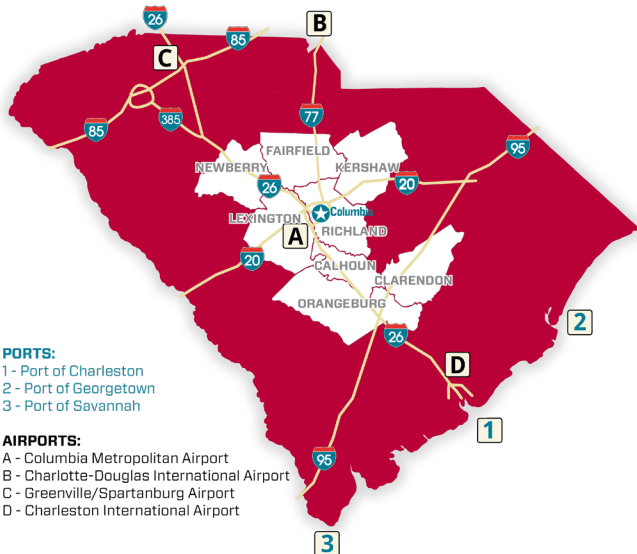 26
B
85
C
85
385
77
95
FAIRFIELD
NEWBERRY
KERSHAW
26
20
Columbia
LEXINGTON
A
RICHLAND
20
CALHOUN
CLARENDON
ORANGEBURG
26
2
D
1
95
3
PORTS:
1 - Port of Charleston
2 - Port of Georgetown
3 - Port of Savannah
AIRPORTS:
A - Columbia Metropolitan Airport
B - Charlotte-Douglas International Airport
C - Greenville/Spartanburg Airport
D - Charleston International Airport